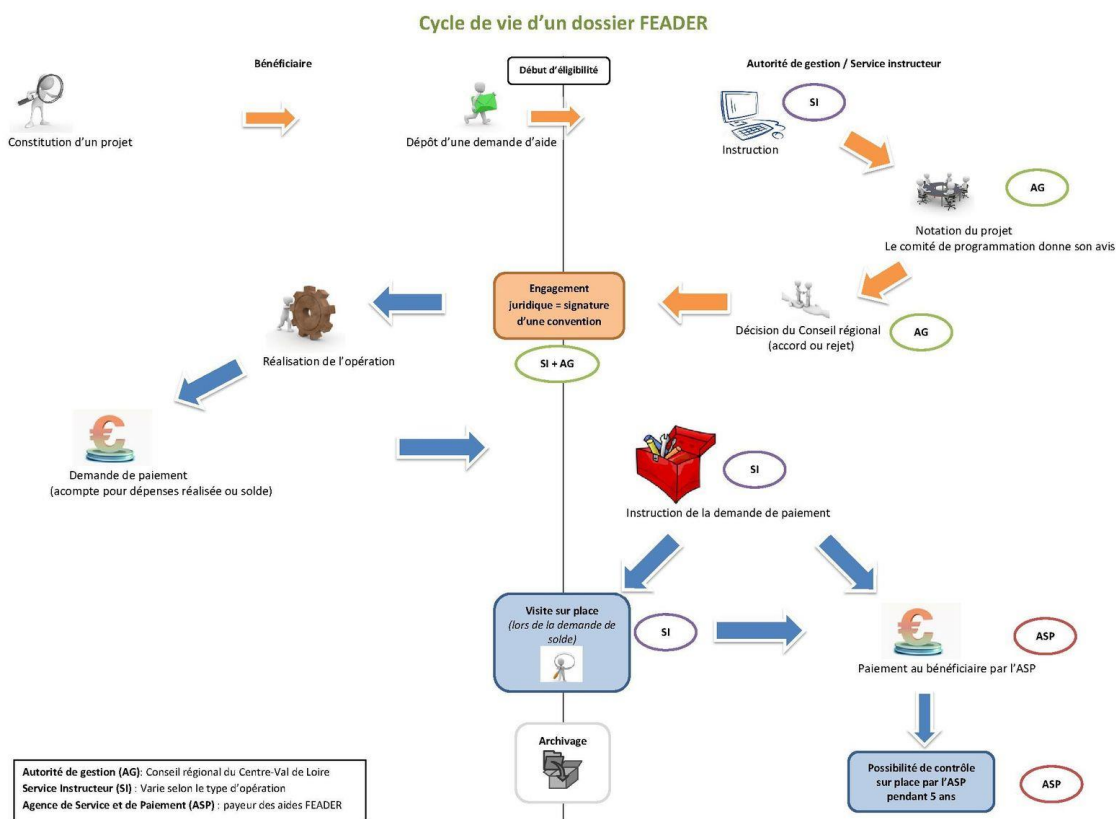 Cycle de vie d’un dossier FEADER
Bénéficiaire
Début d’éligibilité
Autorité de gestion / Service instructeur
SI
Constitution d’un projet
Dépôt d’une demande d’aide
Instruction
AG
Notation du projet
Le comité de programmation donne son avis
Engagement
juridique = signature
d’une convention
Décision du Conseil régional
(accord ou rejet)
AG
Réalisation de l’opération
SI + AG
Demande de paiement
(acompte pour dépenses réalisée ou solde)
SI
Instruction de la demande de paiement
Visite sur place
(lors de la demande de
solde)
SI
ASP
Paiement au bénéficiaire par l’ASP
Archivage
Possibilité de contrôle
sur place par l’ASP
pendant 5 ans
ASP
Autorité de gestion (AG): Conseil régional du Centre-Val de Loire
Service Instructeur (SI) : Varie selon le type d’opération
Agence de Service et de Paiement (ASP) : payeur des aides FEADER